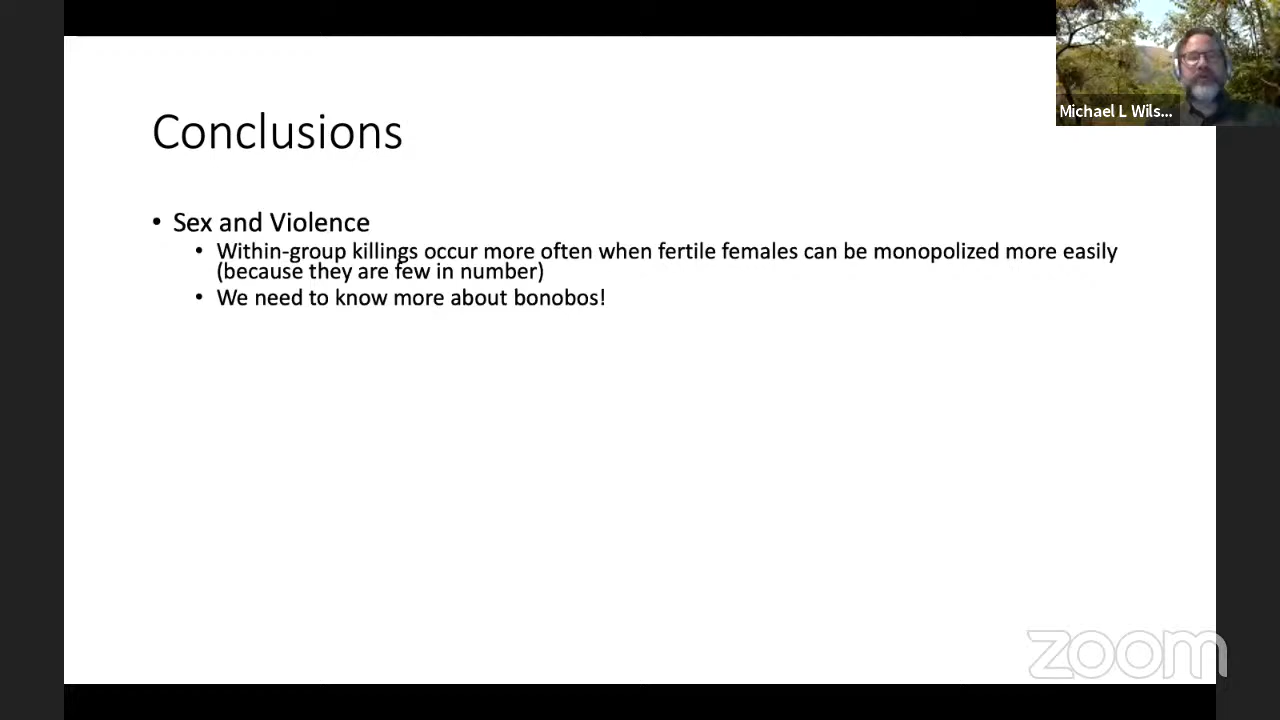 Michael L Wils...
Conclusions
• Sex and Violence
• Within-group killings occur more often when fertile females can be monopolized more easily
(because they are few in number)
• We need to know more about bonobos!
zoom